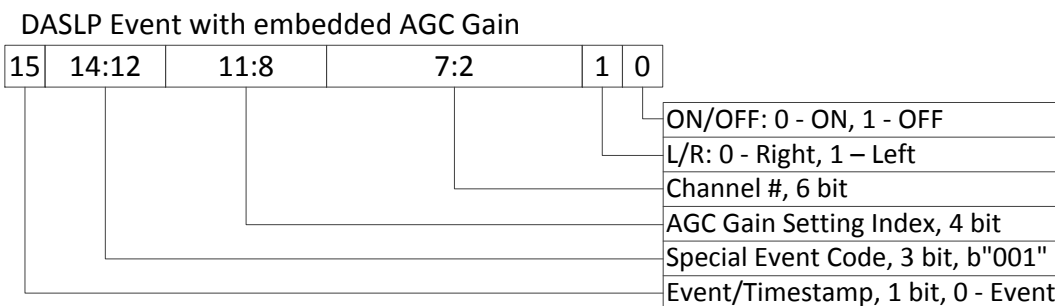 DASLP Event with embedded AGC Gain
15 14:12 11:8 7:2 1 0
ON/OFF: 0 - ON, 1 - OFF
L/R: 0 - Right, 1 – Left
Channel #, 6 bit
AGC Gain Setting Index, 4 bit
Special Event Code, 3 bit, b"001"
Event/Timestamp, 1 bit, 0 - Event